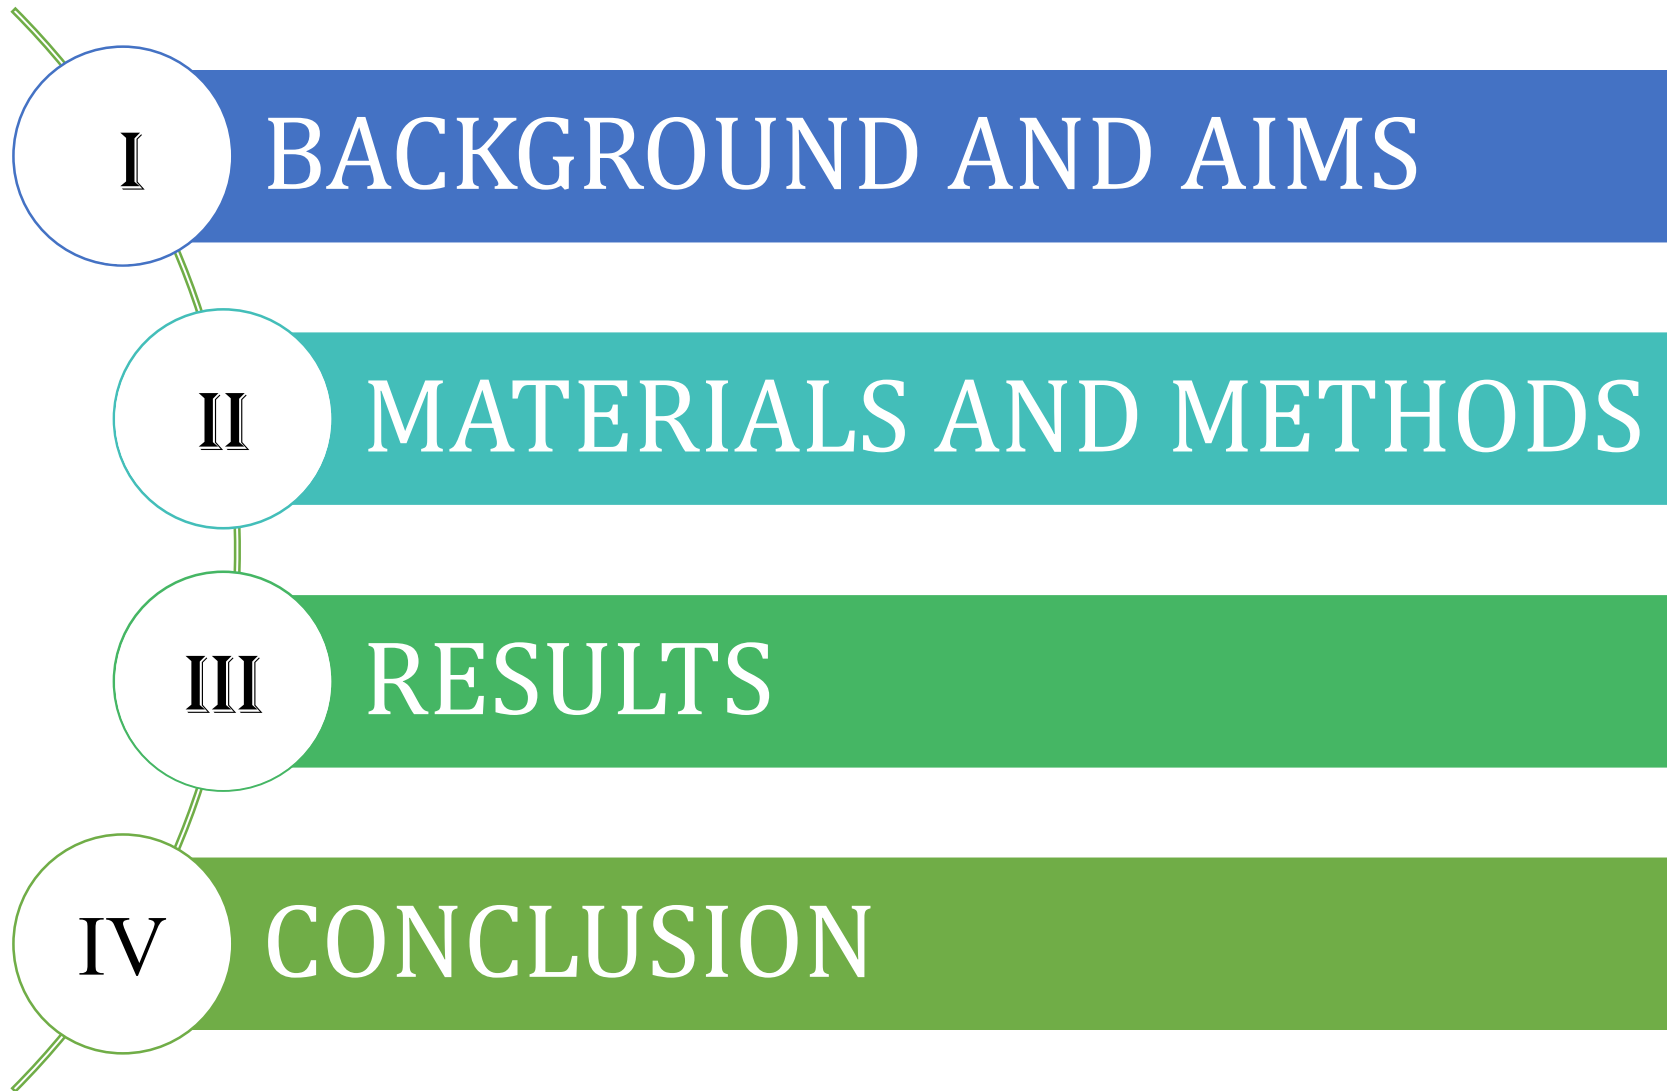 I BACKGROUND AND AIMS
II MATERIALS AND METHODS
III RESULTS
IV CONCLUSION